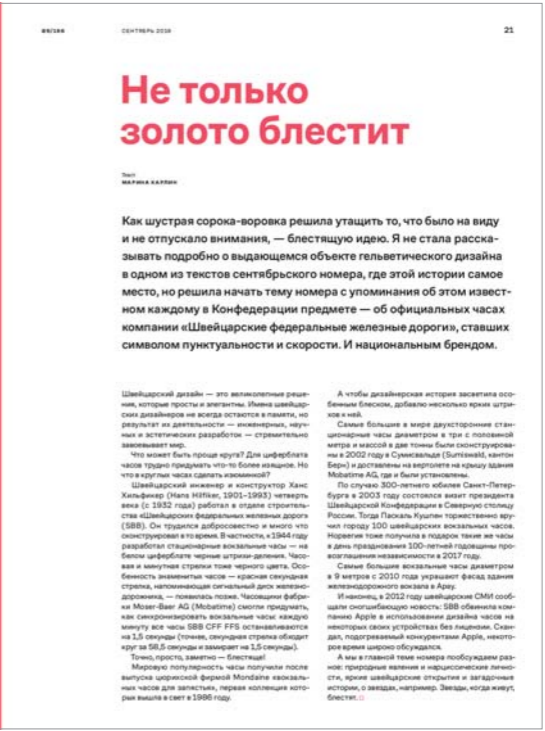 89/166
СЕНТЯБРЬ 2018
21
Не только
золото блестит
Текст
МАРИНА КАРЛИН
Как шустрая сорока-воровка решила утащить то, что было на виду
и не отпускало внимания, — блестящую идею. Я не стала расска-
зывать подробно о выдающемся объекте гельветического дизайна
в одном из текстов сентябрьского номера, где этой истории самое
место, но решила начать тему номера с упоминания об этом извест-
ном каждому в Конфедерации предмете — об официальных часах
компании «Швейцарские федеральные железные дороги», ставших
символом пунктуальности и скорости. И национальным брендом.
Швейцарский дизайн — это великолепные реше-
ния, которые просты и элегантны. Имена швейцар-
ских дизайнеров не всегда остаются в памяти, но
результат их деятельности — инженерных, науч-
ных и эстетических разработок — стремительно
завоевывает мир.
Что может быть проще круга? Для циферблата
часов трудно придумать что-то более изящное. Но
что в круглых часах сделать изюминкой?
Швейцарский инженер и конструктор Ханс
Хильфикер (Hans Hilfiker, 1901–1993) четверть
века (с 1932 года) работал в отделе строитель-
ства «Швейцарских федеральных железных дорог»
(SBB). Он трудился добросовестно и много что
сконструировал в то время. В частности, к 1944 году
разработал стационарные вокзальные часы — на
белом циферблате черные штрихи-деления. Часо-
вая и минутная стрелки тоже черного цвета. Осо-
бенность знаменитых часов — красная секундная
стрелка, напоминающая сигнальный диск железно-
дорожника, — появилась позже. Часовщики фабри-
ки Moser-Baer AG (Mobatime) смогли придумать,
как синхронизировать вокзальные часы: каждую
минуту все часы SBB CFF FFS останавливаются
на 1,5 секунды (точнее, секундная стрелка обходит
круг за 58,5 секунды и замирает на 1,5 секунды).
Точно, просто, заметно — блестяще!
Мировую популярность часы получили после
выпуска цюрихской фирмой Mondaine «вокзаль-
ных часов для запястья», первая коллекция кото-
рых вышла в свет в 1986 году.
А чтобы дизайнерская история засветила осо-
бенным блеском, добавлю несколько ярких штри-
хов к ней.
Самые большие в мире двухсторонние стан-
ционарные часы диаметром в три с половиной
метра и массой в две тонны были сконструирова-
ны в 2002 году в Сумисвальде (Sumiswald, кантон
Берн) и доставлены на вертолете на крышу здания
Mobatime AG, где и были установлены.
По случаю 300-летнего юбилея Санкт-Петер-
бурга в 2003 году состоялся визит президента
Швейцарской Конфедерации в Северную столицу
России. Тогда Паскаль Кушпен торжественно вру-
чил городу 100 швейцарских вокзальных часов.
Норвегия тоже получила в подарок такие же часы
в день празднования 100-летней годовщины про-
возглашения независимости в 2017 году.
Самые большие вокзальные часы диаметром
в 9 метров с 2010 года украшают фасад здания
железнодорожного вокзала в Арау.
И наконец, в 2012 году швейцарские СМИ сооб-
щали оногшибающую новость: SBB обвинила ком-
панию Apple в использовании дизайна часов на
некоторых своих устройствах без лицензии. Скан-
дал, подогреваемый конкурентами Apple, некото-
рое время широко обсуждался.
А мы в главной теме номера пообсуждаем раз-
ное: природные явления и нарциссические лично-
сти, яркие швейцарские открытия и загадочные
истории, о звездах, например. Звезды, когда живут,
блестят.